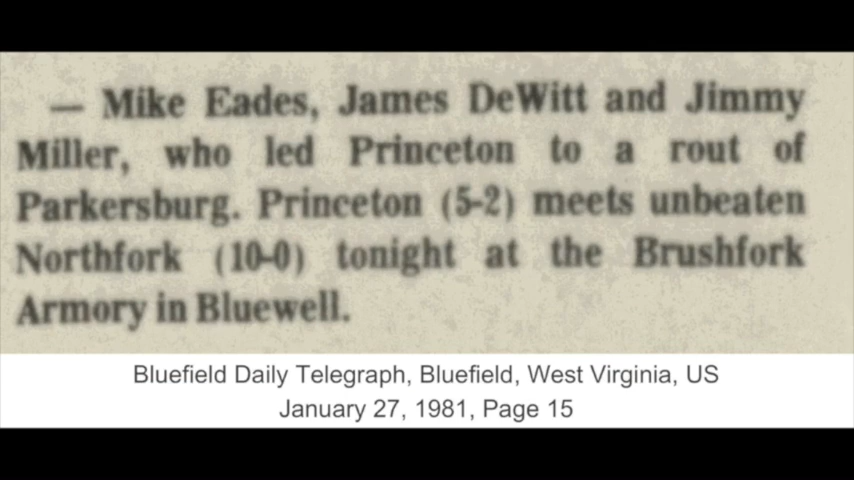 — Mike Eades, James DeWitt and Jimmy
Miller, who led Princeton to a rout of
Parkersburg. Princeton (5-2) meets unbeaten
Northfork (10-0) tonight at the Brushfork
Armory in Bluewell.
Bluefield Daily Telegraph, Bluefield, West Virginia, US
January 27, 1981, Page 15